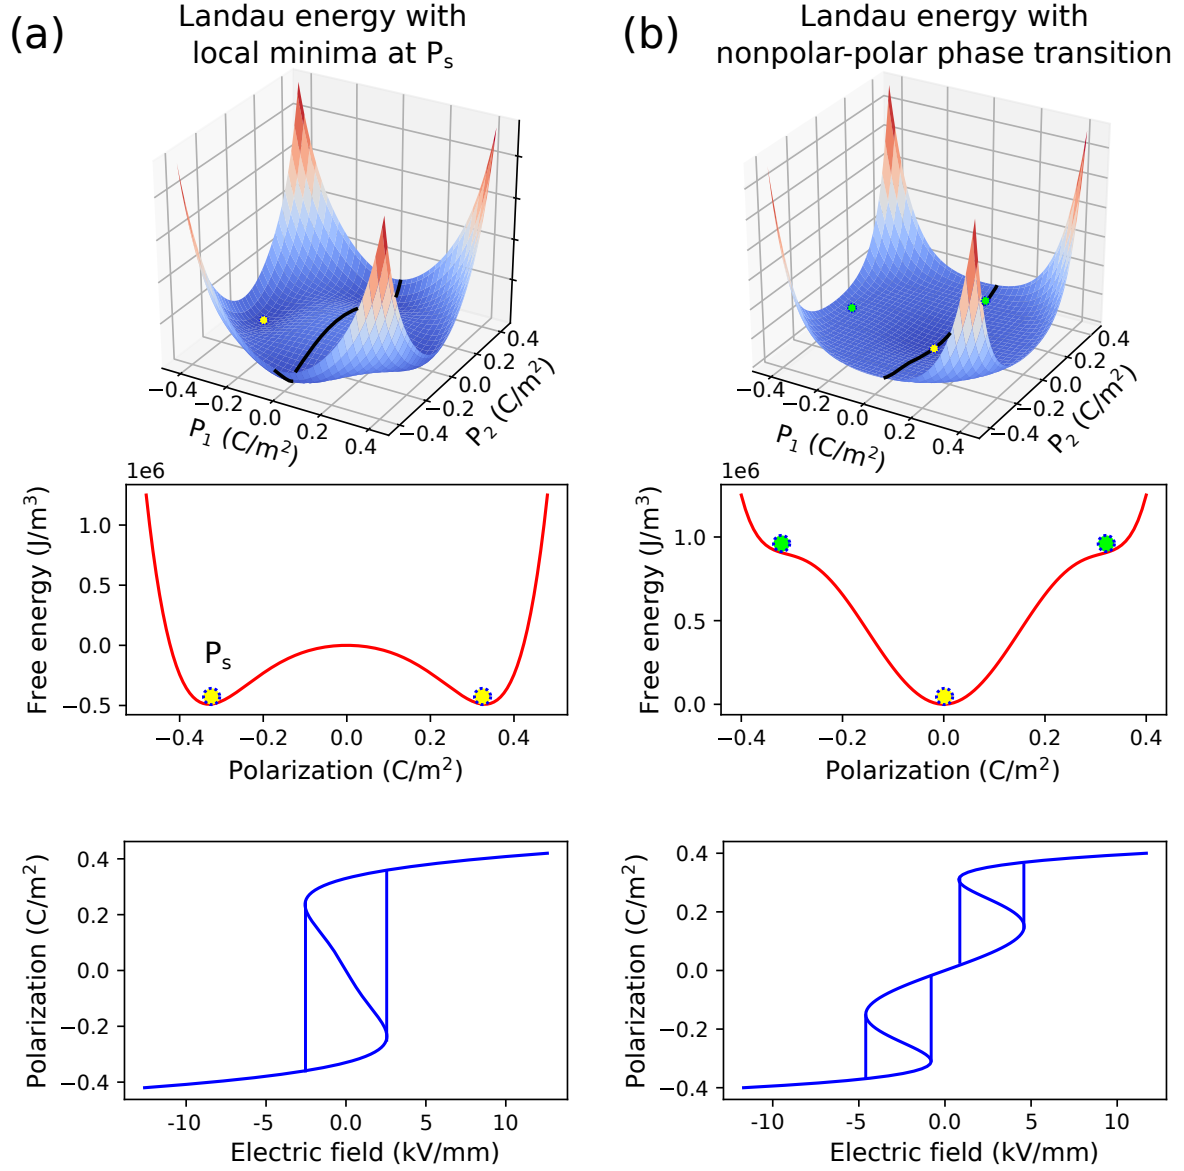 (a)
Landau energy with
local minima at Pₛ
(b)
Landau energy with
nonpolar-polar phase transition
−0.4
−0.2
0.0
0.2
0.4
P₁ (C/m²)
−0.4
−0.2
0.0
0.2
0.4
P₂ (C/m²)
−0.4
−0.2
0.0
0.2
0.4
P₁ (C/m²)
−0.4
−0.2
0.0
0.2
0.4
P₂ (C/m²)
1e6
Free energy (J/m³)
1.0
0.5
0.0
−0.5
Pₛ
−0.4
−0.2
0.0
0.2
0.4
Polarization (C/m²)
1e6
Free energy (J/m³)
1.0
0.5
0.0
−0.4
−0.2
0.0
0.2
0.4
Polarization (C/m²)
Polarization (C/m²)
0.4
0.2
0.0
−0.2
−0.4
-10
-5
0.0
5
10
Electric field (kV/mm)
Polarization (C/m²)
0.4
0.2
0.0
−0.2
−0.4
-10
-5
0
5
10
Electric field (kV/mm)